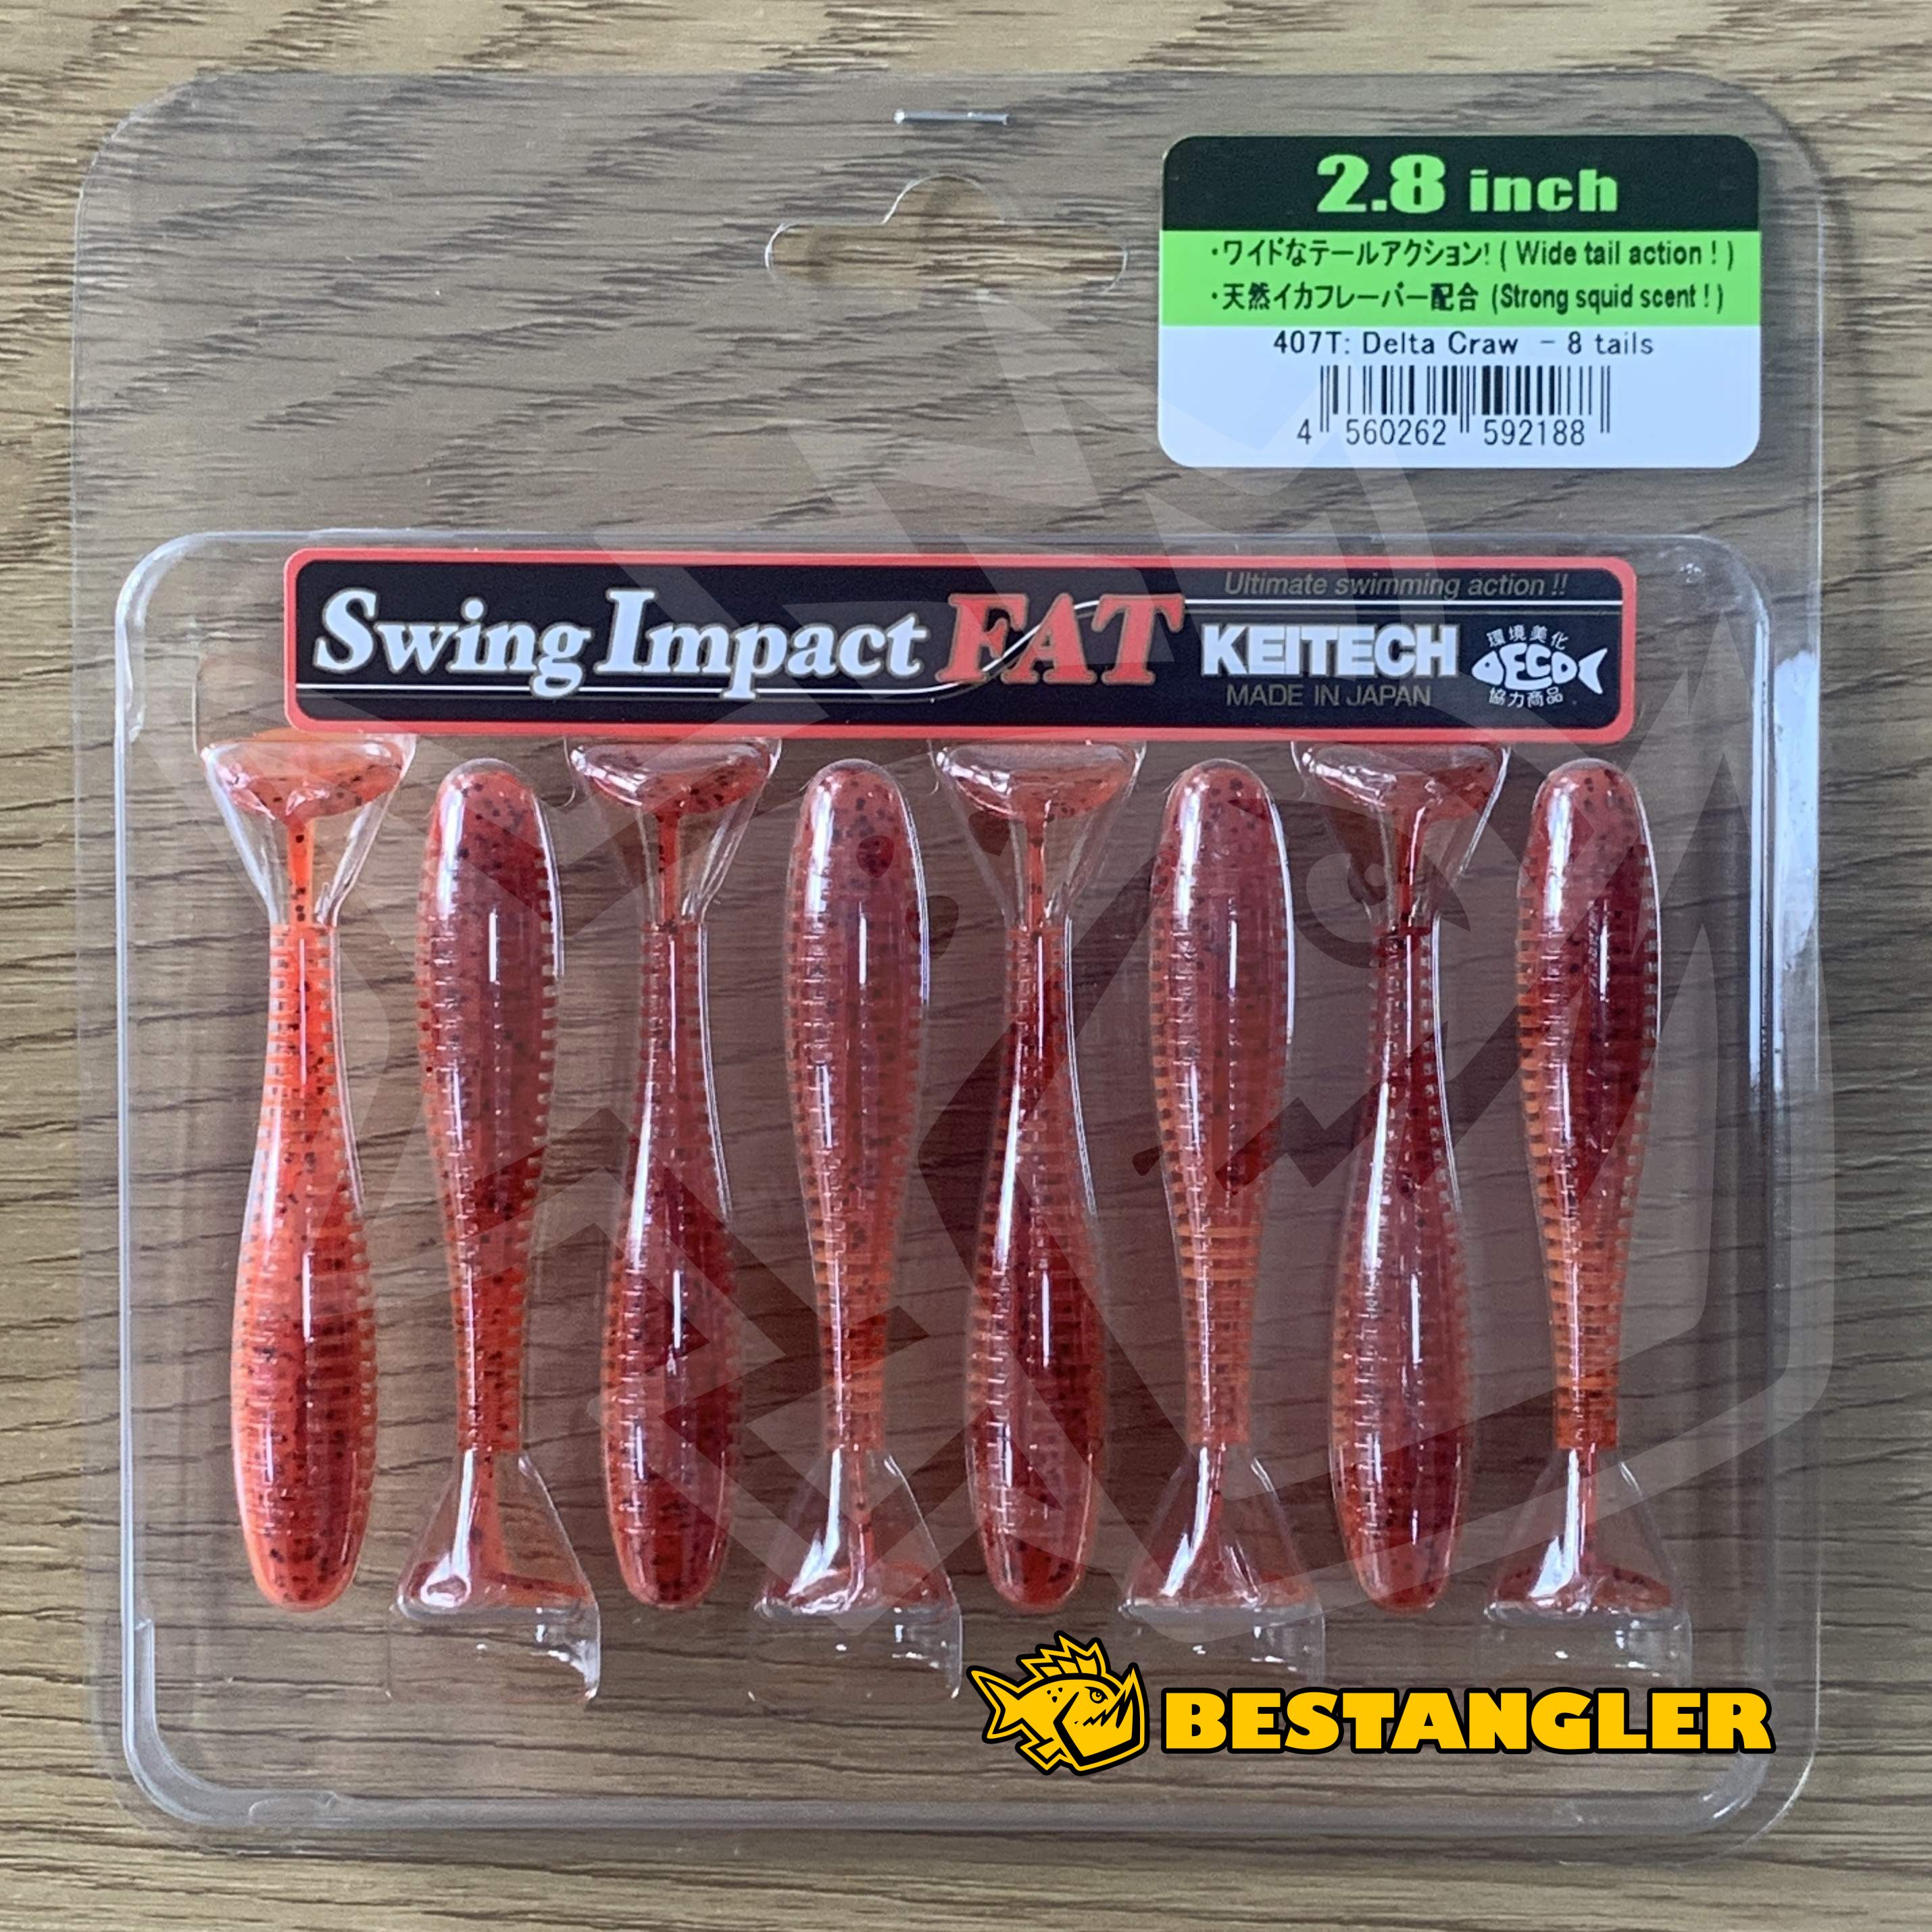 2.8 inch
・ワイドなテールアクション! ( Wide tail action ! )
・天然イカフレーバー配合 (Strong squid scent ! )
407T: Delta Craw - 8 tails
4 560262 592188
Ultimate swimming action !!
Swing Impact FAT KEITECH
MADE IN JAPAN
環境美化
DECO
協力商品
BESTANGLER